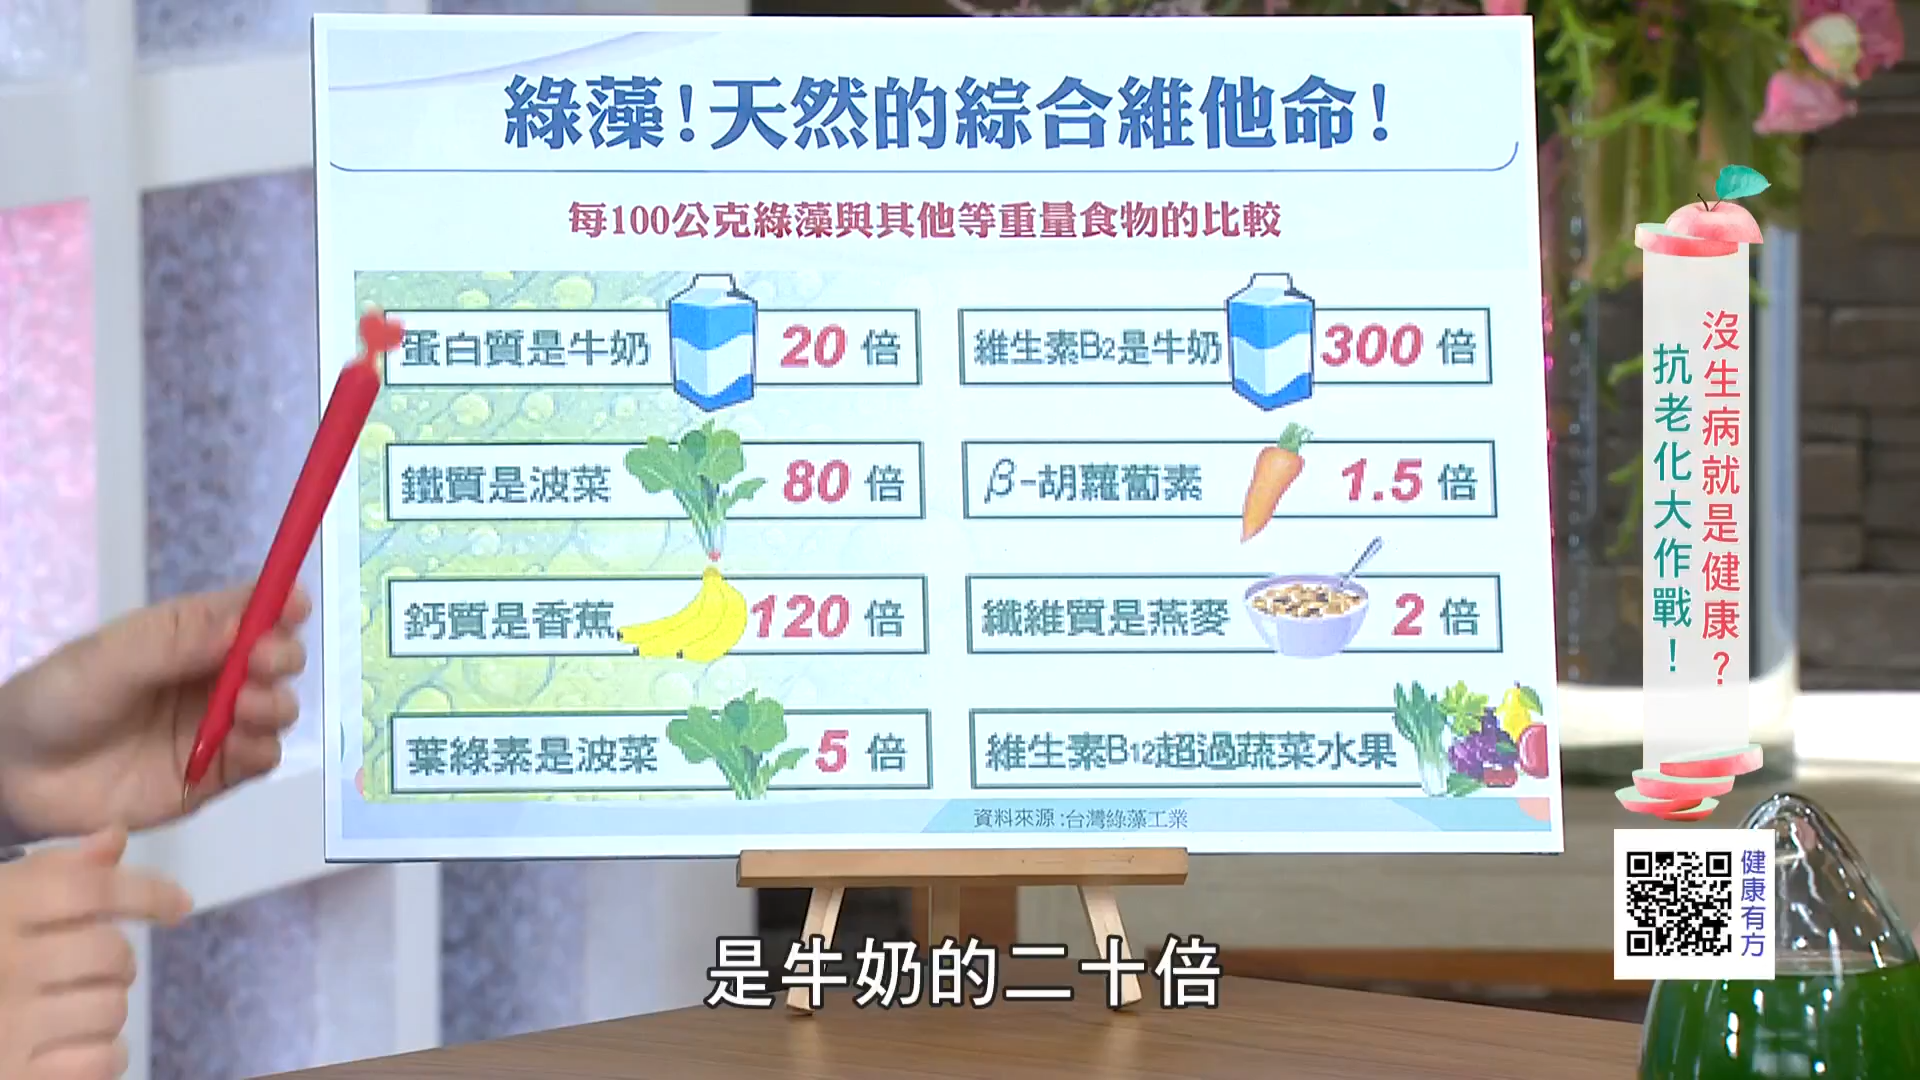 綠藻!天然的綜合維他命!
每100公克綠藻與其他等重量食物的比較
蛋白質是牛奶 20 倍
維生素B2是牛奶 300 倍
鐵質是波菜 80 倍
β-胡蘿蔔素 1.5 倍
鈣質是香蕉 120 倍
纖維質是燕麥 2 倍
葉綠素是波菜 5 倍
維生素B12超過蔬菜水果
資料來源:台灣綠藻工業
沒生病就是健康?
抗老化大作戰!
健康有方
是牛奶的二十倍